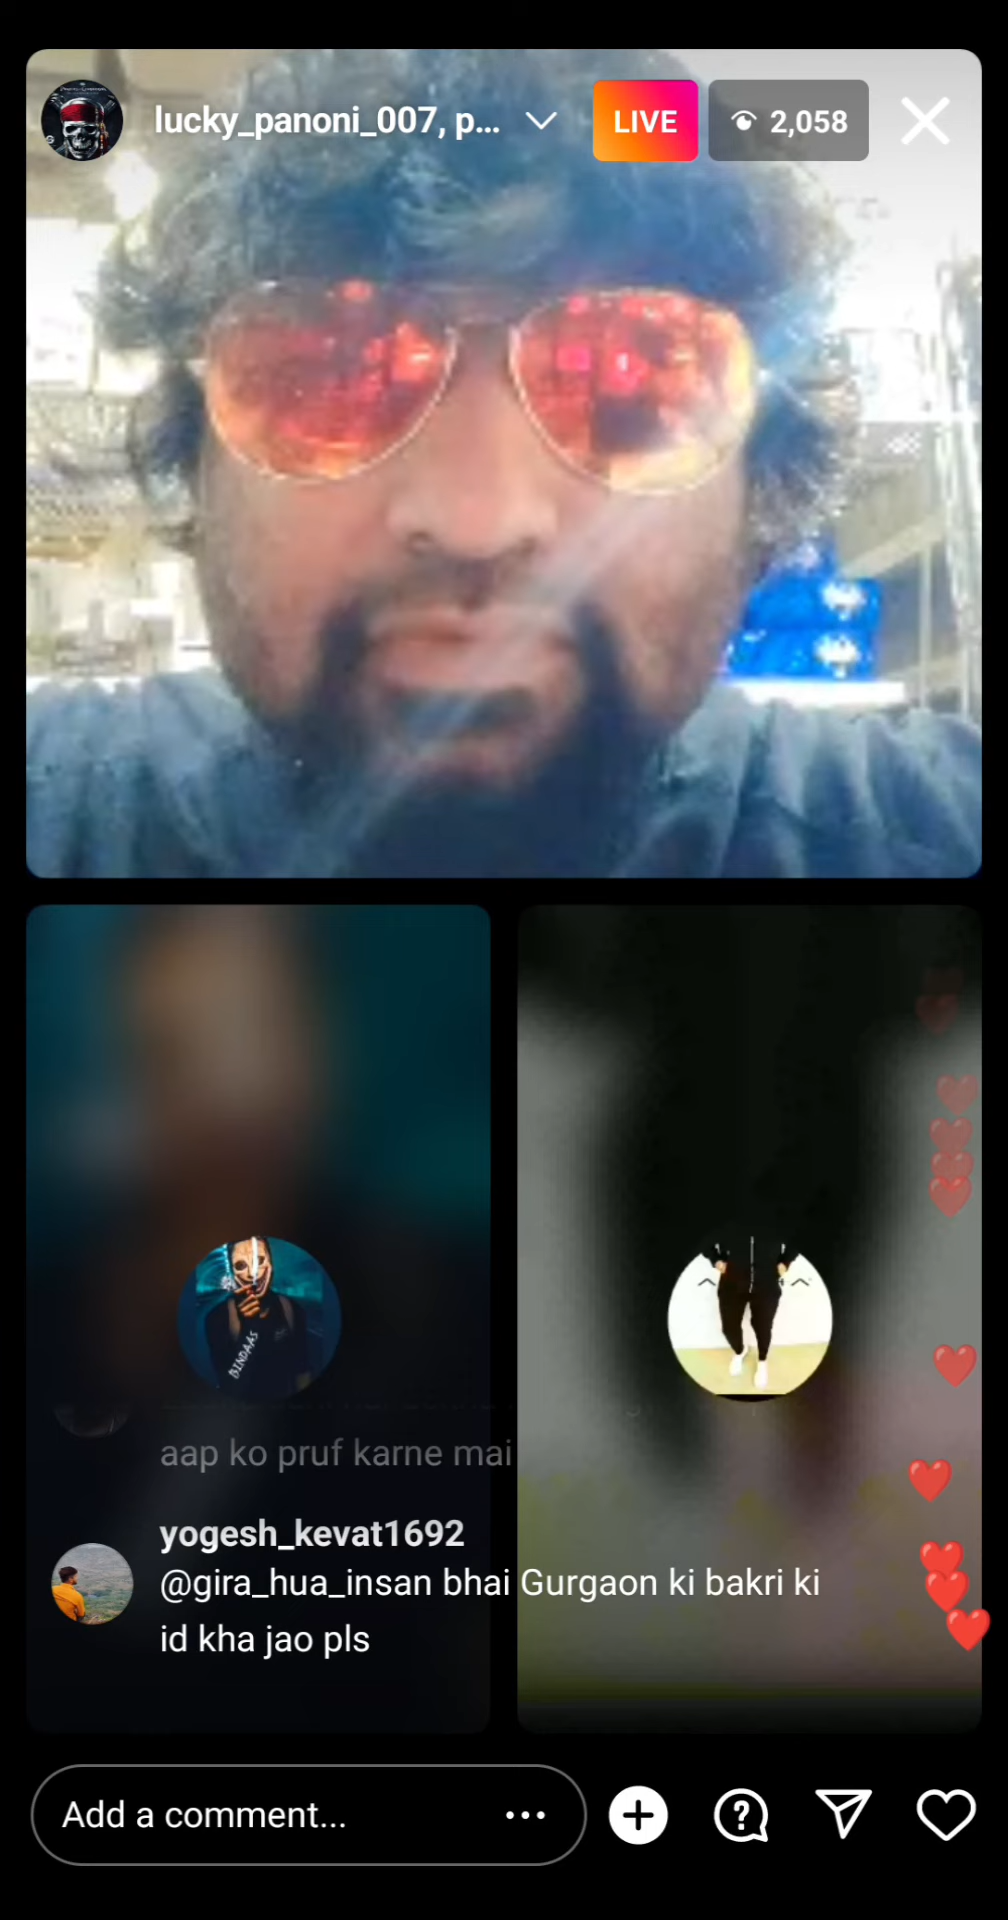 lucky_panoni_007, p...
LIVE
2,058
BINDAAS
aap ko pruf karne mai
yogesh_kevat1692
@gira_hua_insan bhai Gurgaon ki bakri ki
id kha jao pls
Add a comment...